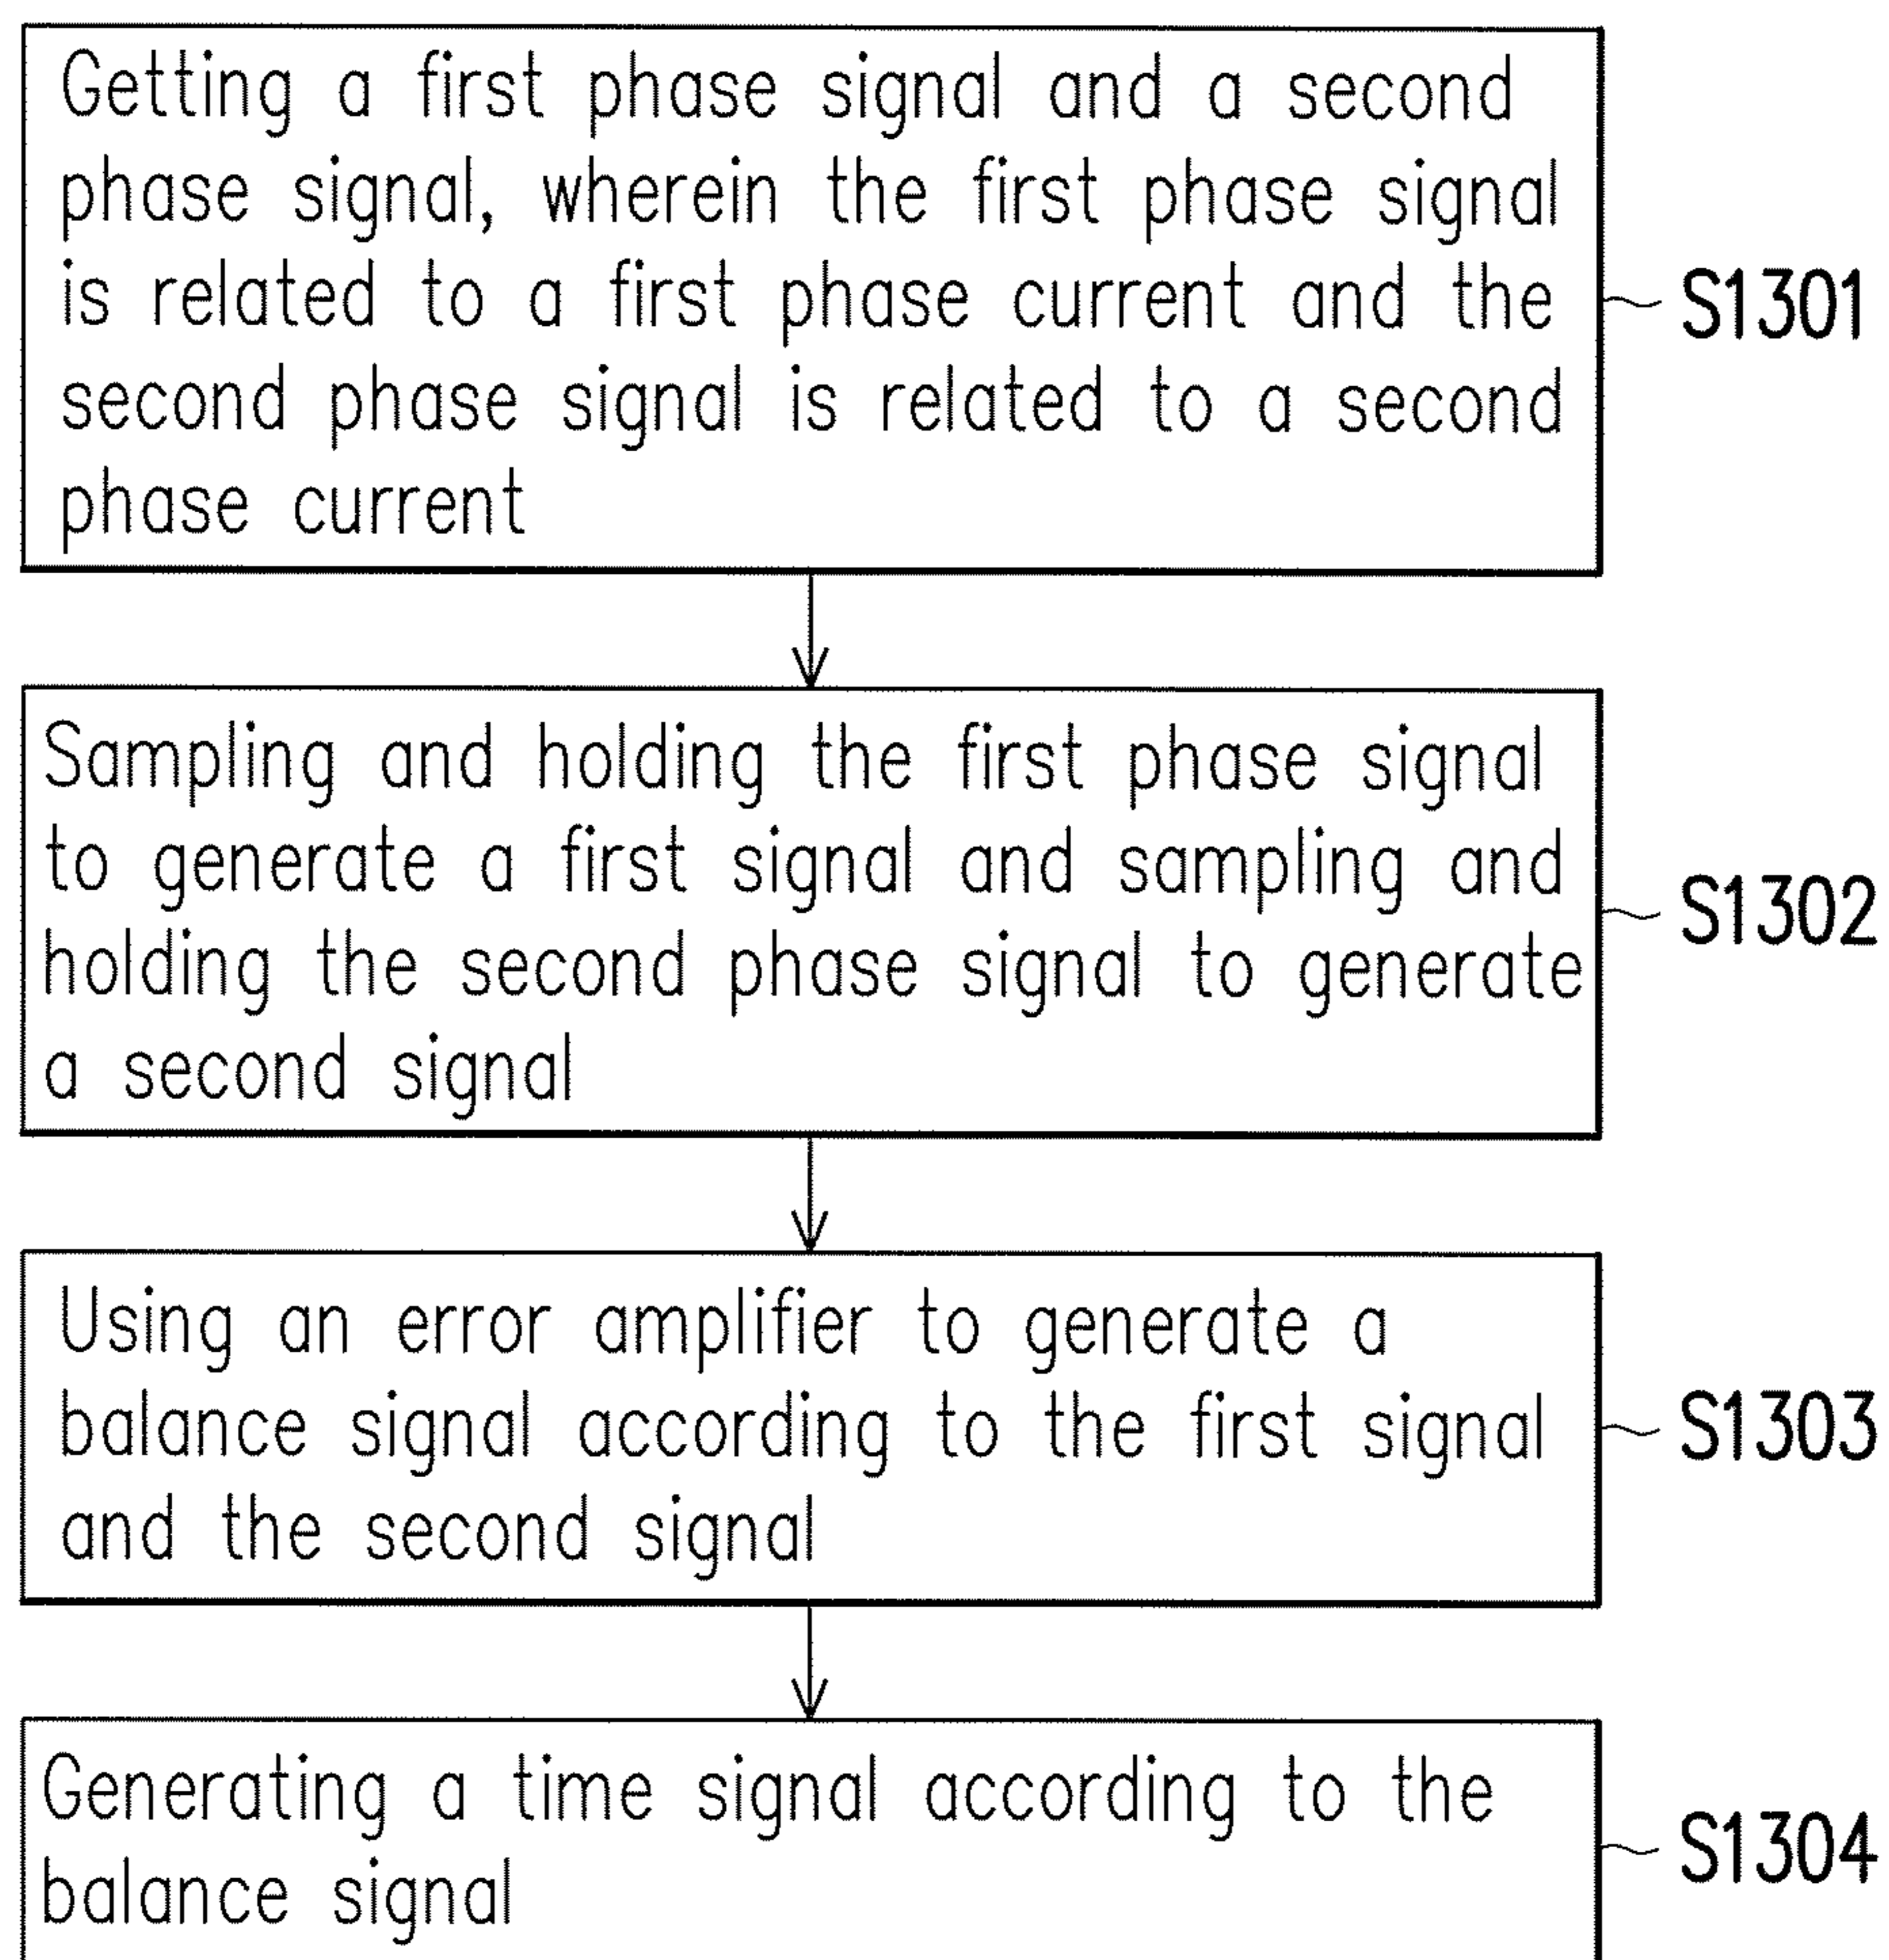 Getting a first phase signal and a second
phase signal, wherein the first phase signal
is related to a first phase current and the
second phase signal is related to a second
phase current
S1301
Sampling and holding the first phase signal
to generate a first signal and sampling and
holding the second phase signal to generate
a second signal
S1302
Using an error amplifier to generate a
balance signal according to the first signal
and the second signal
S1303
Generating a time signal according to the
balance signal
S1304